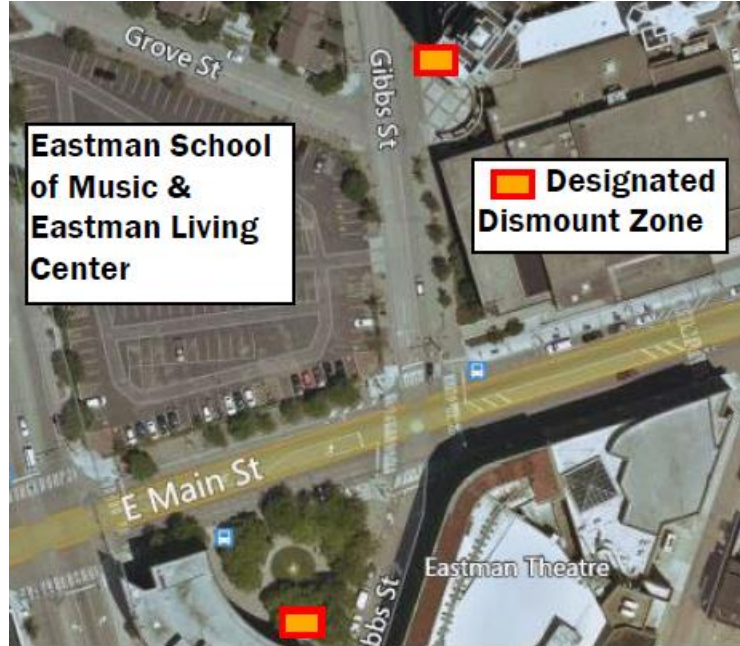 Grove St
Gibbs St
Eastman School
of Music &
Eastman Living
Center
Designated
Dismount Zone
E Main St
Eastman Theatre
bbs St